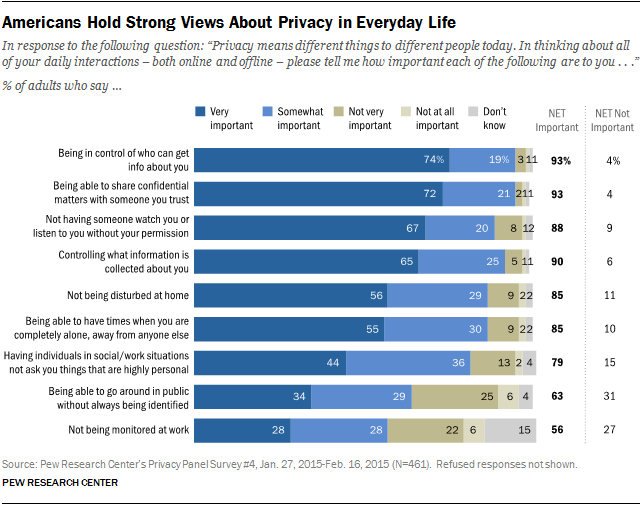 Americans Hold Strong Views About Privacy in Everyday Life
In response to the following question: “Privacy means different things to different people today. In thinking about all
of your daily interactions – both online and offline – please tell me how important each of the following are to you . . .”
% of adults who say ...
Very important
Somewhat important
Not very important
Not at all important
Don't know
NET Important
NET Not Important
Being in control of who can get
info about you
74% 19% 3 1 1 93% 4%
Being able to share confidential
matters with someone you trust
72 21 2 1 1 93 4
Not having someone watch you or
listen to you without your permission
67 20 8 1 2 88 9
Controlling what information is
collected about you
65 25 5 1 1 90 6
Not being disturbed at home
56 29 9 2 2 85 11
Being able to have times when you are
completely alone, away from anyone else
55 30 9 2 2 85 10
Having individuals in social/work situations
not ask you things that are highly personal
44 36 13 2 4 79 15
Being able to go around in public
without always being identified
34 29 25 6 4 63 31
Not being monitored at work
28 28 22 6 15 56 27
Source: Pew Research Center's Privacy Panel Survey #4, Jan. 27, 2015-Feb. 16, 2015 (N=461). Refused responses not shown.
PEW RESEARCH CENTER